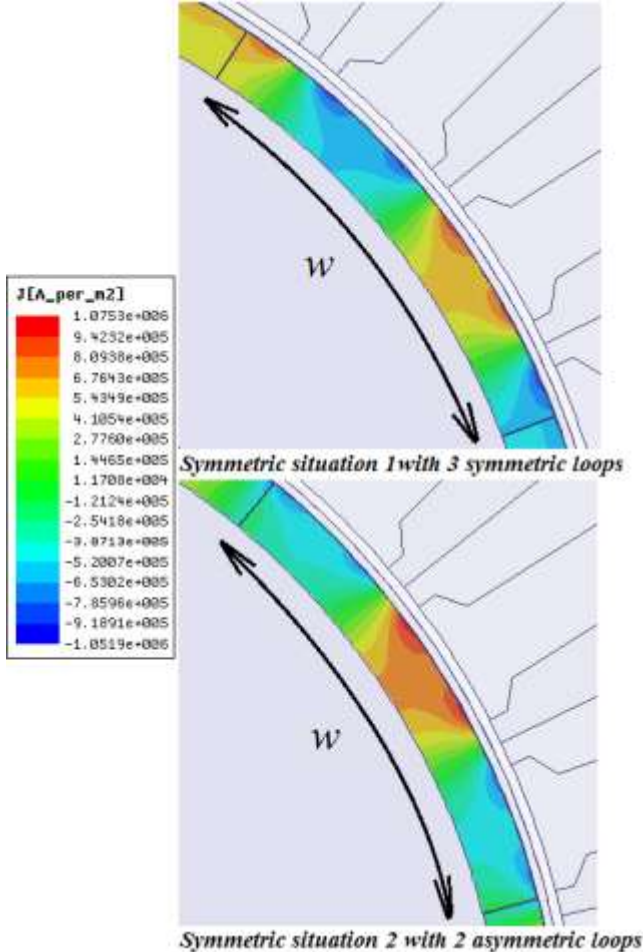 w
J[A_per_m2]
1.0753e+006
9.4232e+005
8.0938e+005
6.7643e+005
5.4349e+005
4.1054e+005
2.7760e+005
1.4465e+005
1.1708e+004
-1.2124e+005
-2.5418e+005
-3.8713e+005
-5.2007e+005
-6.5302e+005
-7.8596e+005
-9.1891e+005
-1.0519e+006
Symmetric situation 1with 3 symmetric loops
w
Symmetric situation 2 with 2 asymmetric loops